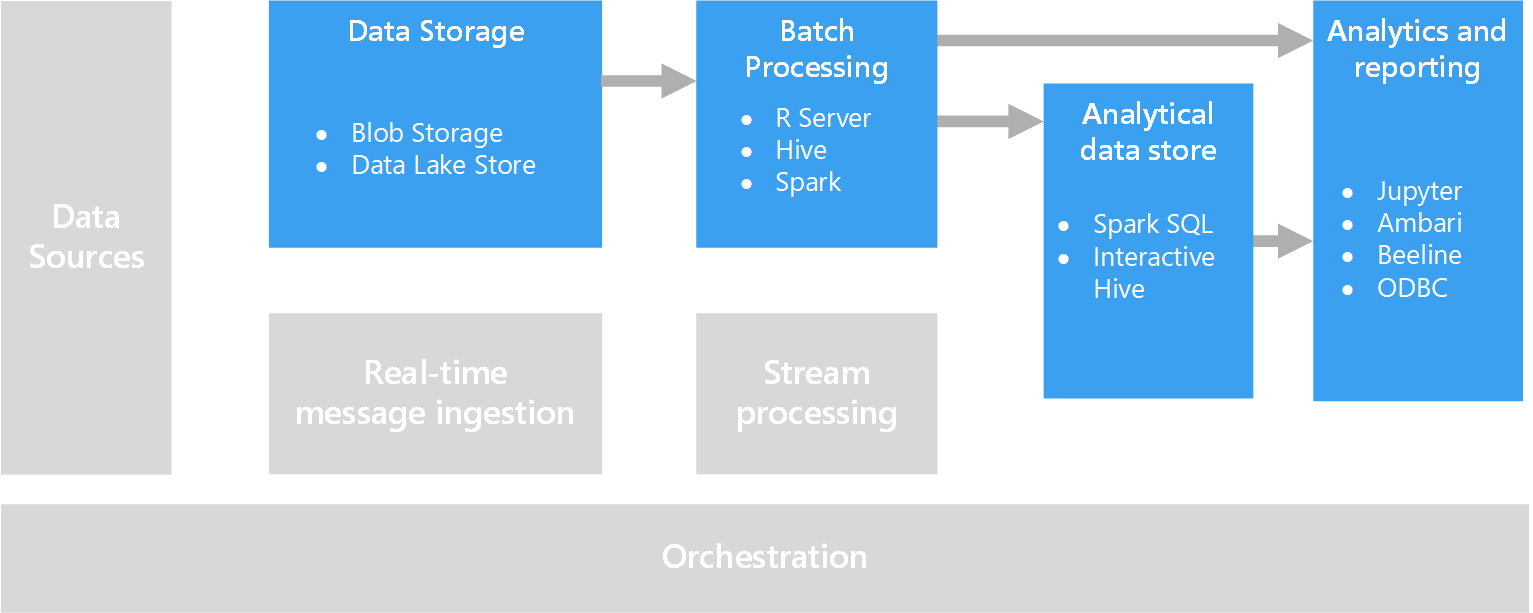 Data
Sources
Data Storage
● Blob Storage
● Data Lake Store
Batch
Processing
● R Server
● Hive
● Spark
Analytical
data store
● Spark SQL
● Interactive
Hive
Analytics and
reporting
● Jupyter
● Ambari
● Beeline
● ODBC
Real-time
message ingestion
Stream
processing
Orchestration